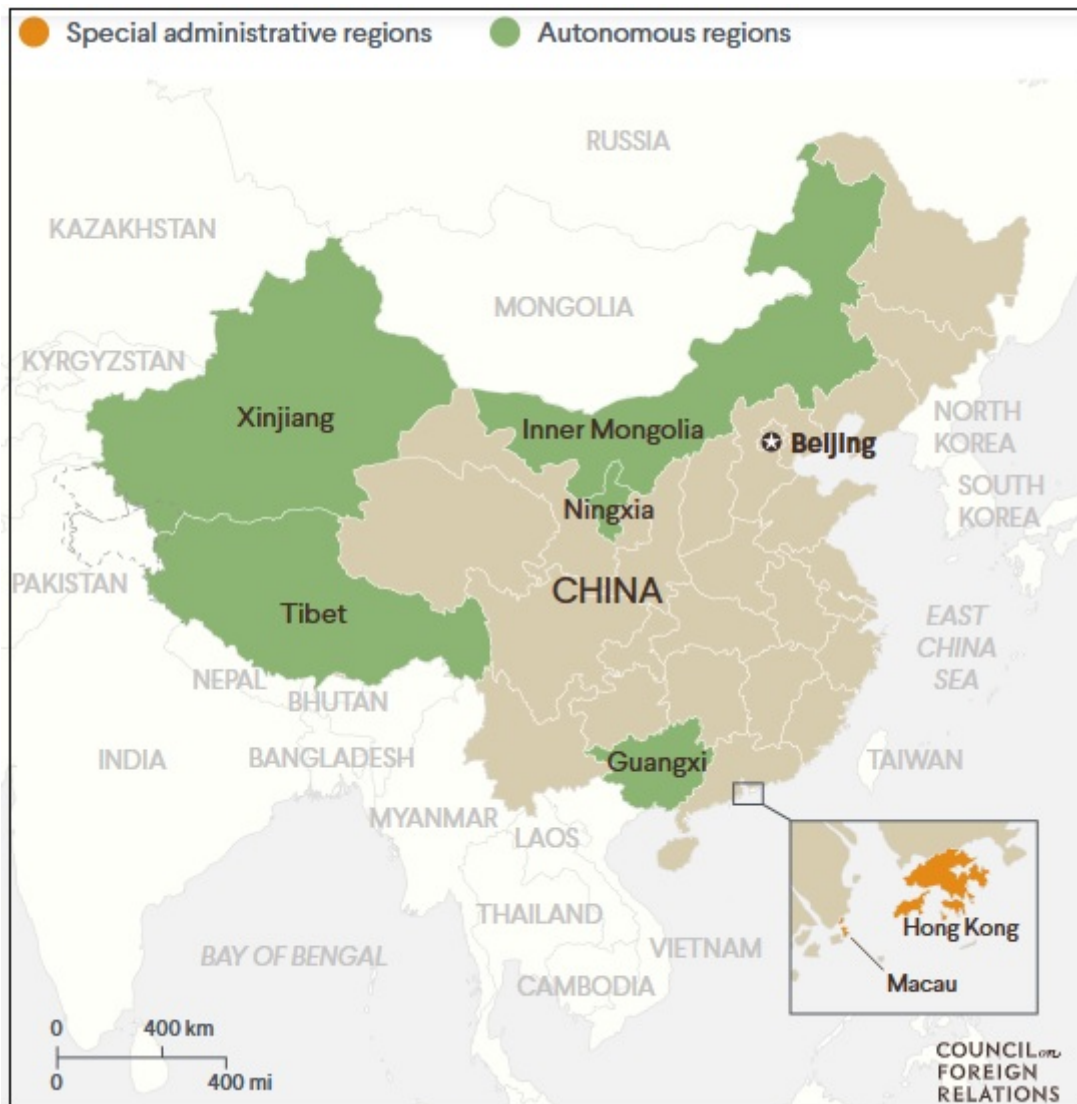 Special administrative regions
Autonomous regions
RUSSIA
KAZAKHSTAN
MONGOLIA
KYRGYZSTAN
Xinjiang
Inner Mongolia
Beijing
NORTH
KOREA
Ningxia
SOUTH
KOREA
PAKISTAN
CHINA
Tibet
EAST
CHINA
SEA
NEPAL
BHUTAN
INDIA
BANGLADESH
Guangxi
TAIWAN
MYANMAR
LAOS
THAILAND
VIETNAM
BAY OF BENGAL
CAMBODIA
Hong Kong
Macau
0 400 km
0 400 mi
COUNCIL on
FOREIGN
RELATIONS